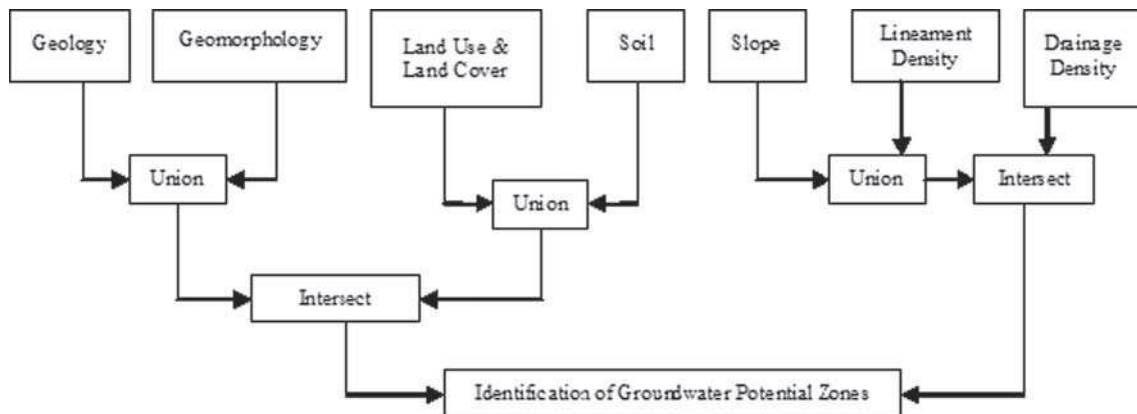 Geology
Geomorphology
Land Use &
Land Cover
Soil
Slope
Lineament
Density
Drainage
Density
Union
Union
Union
Intersect
Intersect
Identification of Groundwater Potential Zones